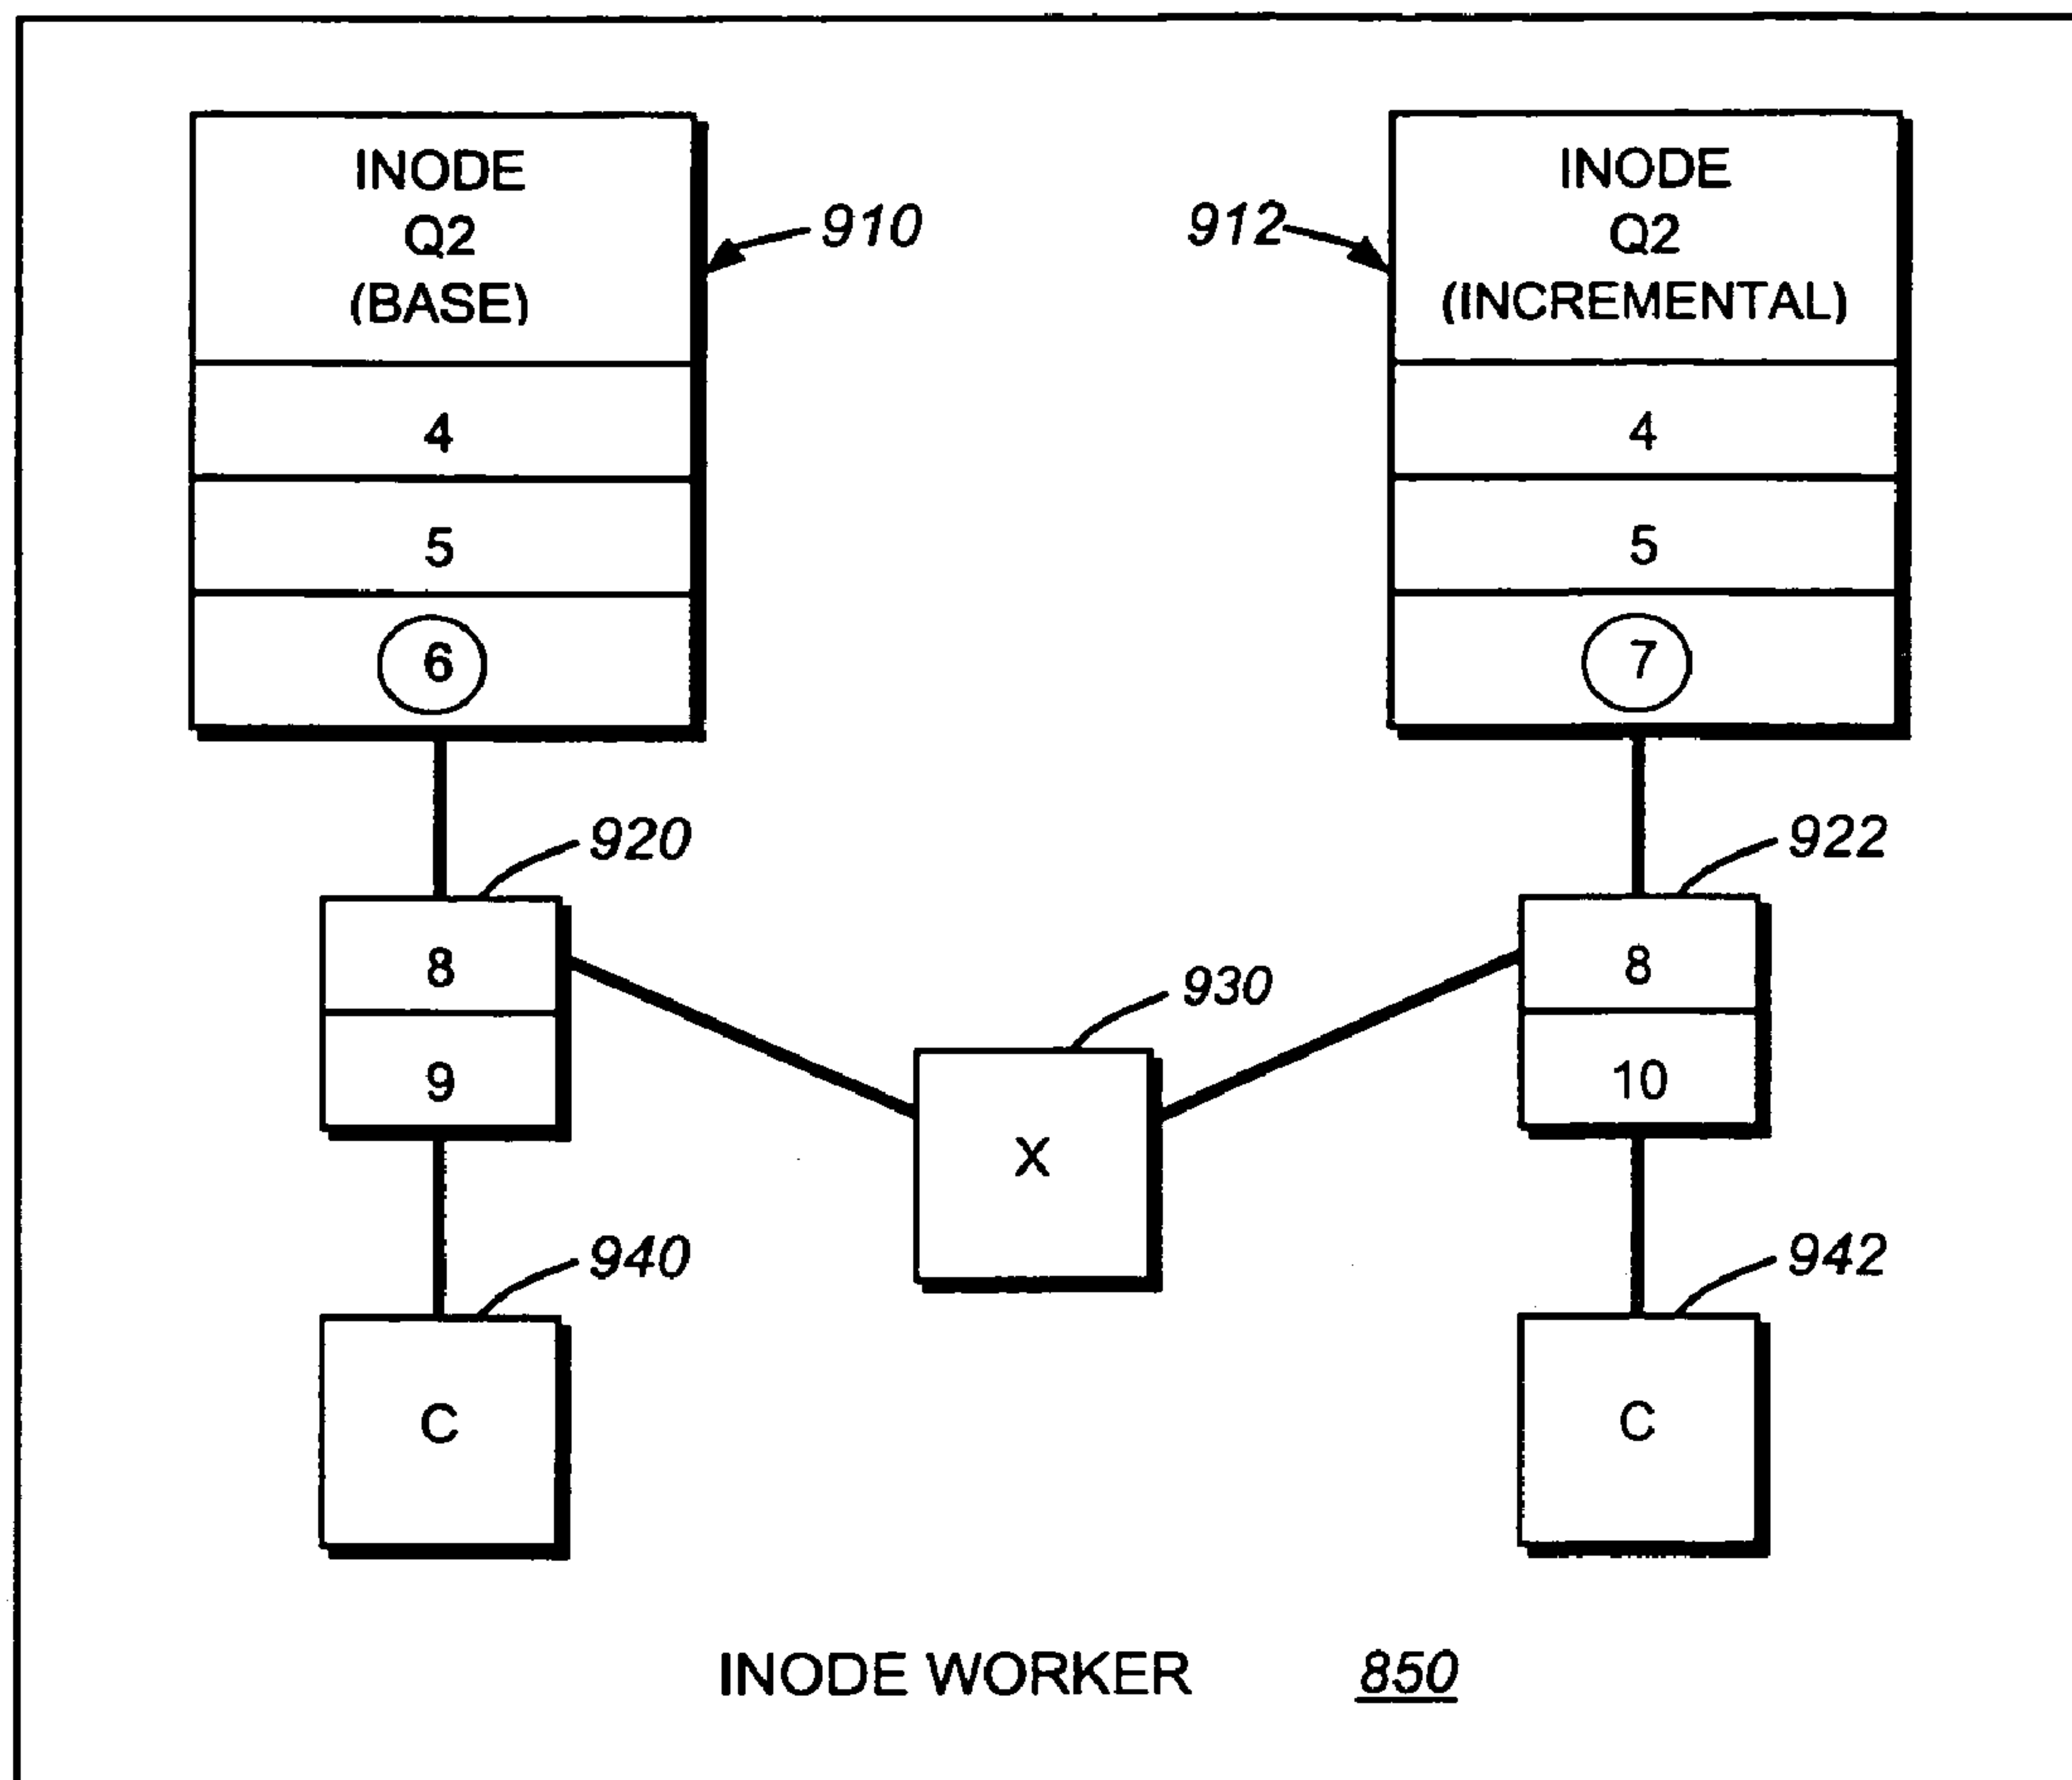 INODE
Q2
(BASE)
4
5
6
910
912
INODE
Q2
(INCREMENTAL)
4
5
7
920
8
9
930
X
922
8
10
940
C
942
C
INODE WORKER 850